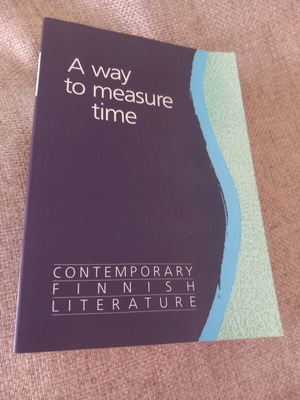 A way
to measure
time
CONTEMPORARY
FINNISH
LITERATURE